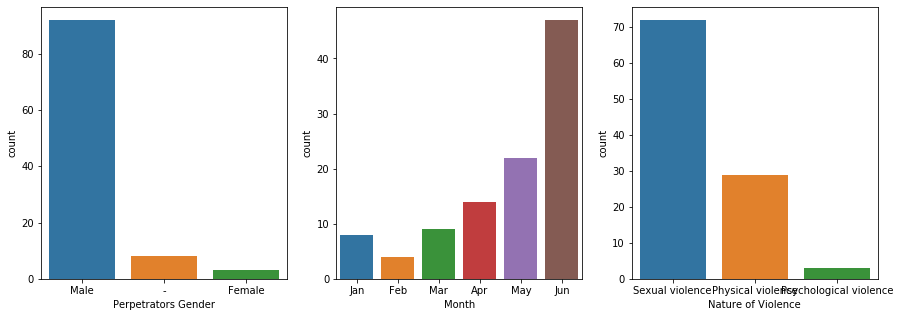 80
60
40
20
0
count
Male
-
Female
Perpetrators Gender
40
30
20
10
0
count
Jan
Feb
Mar
Apr
May
Jun
Month
70
60
50
40
30
20
10
0
count
Sexual violence
Physical violence
Psychological violence
Nature of Violence